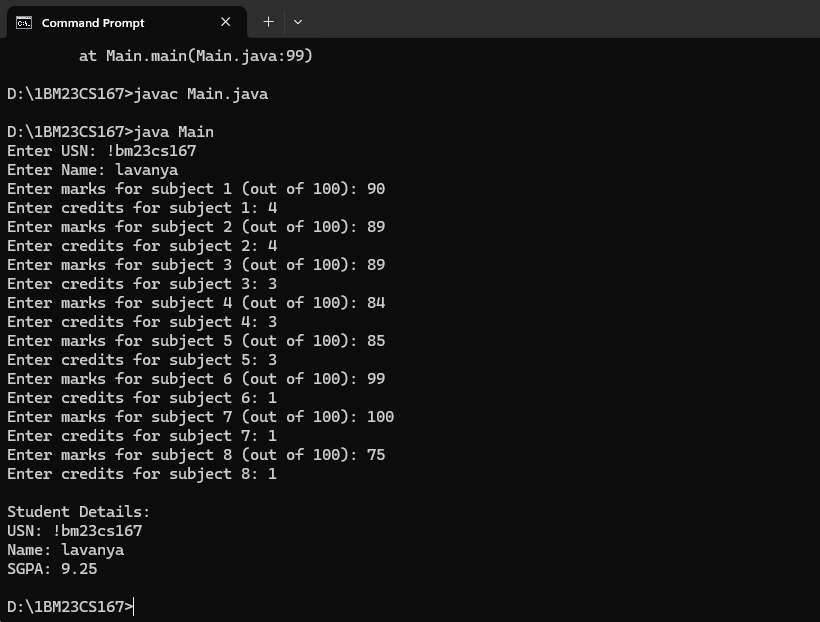 Command Prompt
at Main.main(Main.java:99)
D:\1BM23CS167>javac Main.java
D:\1BM23CS167>java Main
Enter USN: !bm23cs167
Enter Name: lavanya
Enter marks for subject 1 (out of 100): 90
Enter credits for subject 1: 4
Enter marks for subject 2 (out of 100): 89
Enter credits for subject 2: 4
Enter marks for subject 3 (out of 100): 89
Enter credits for subject 3: 3
Enter marks for subject 4 (out of 100): 84
Enter credits for subject 4: 3
Enter marks for subject 5 (out of 100): 85
Enter credits for subject 5: 3
Enter marks for subject 6 (out of 100): 99
Enter credits for subject 6: 1
Enter marks for subject 7 (out of 100): 100
Enter credits for subject 7: 1
Enter marks for subject 8 (out of 100): 75
Enter credits for subject 8: 1
Student Details:
USN: !bm23cs167
Name: lavanya
SGPA: 9.25
D:\1BM23CS167>